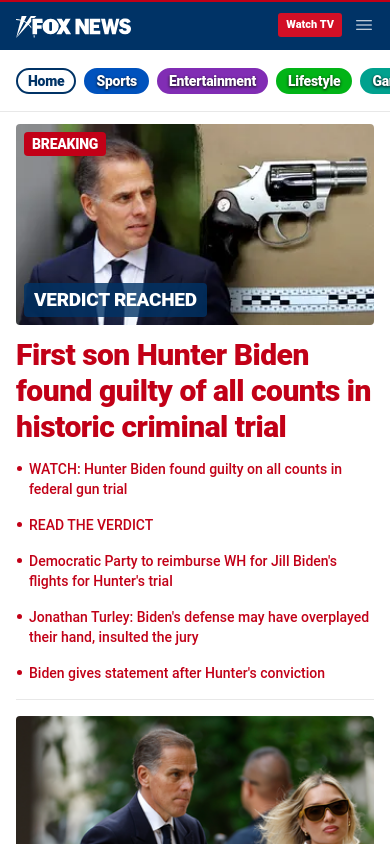 FOX NEWS
Watch TV
Home
Sports
Entertainment
Lifestyle
BREAKING
VERDICT REACHED
First son Hunter Biden
found guilty of all counts in
historic criminal trial
• WATCH: Hunter Biden found guilty on all counts in
federal gun trial
• READ THE VERDICT
• Democratic Party to reimburse WH for Jill Biden's
flights for Hunter's trial
• Jonathan Turley: Biden's defense may have overplayed
their hand, insulted the jury
• Biden gives statement after Hunter's conviction